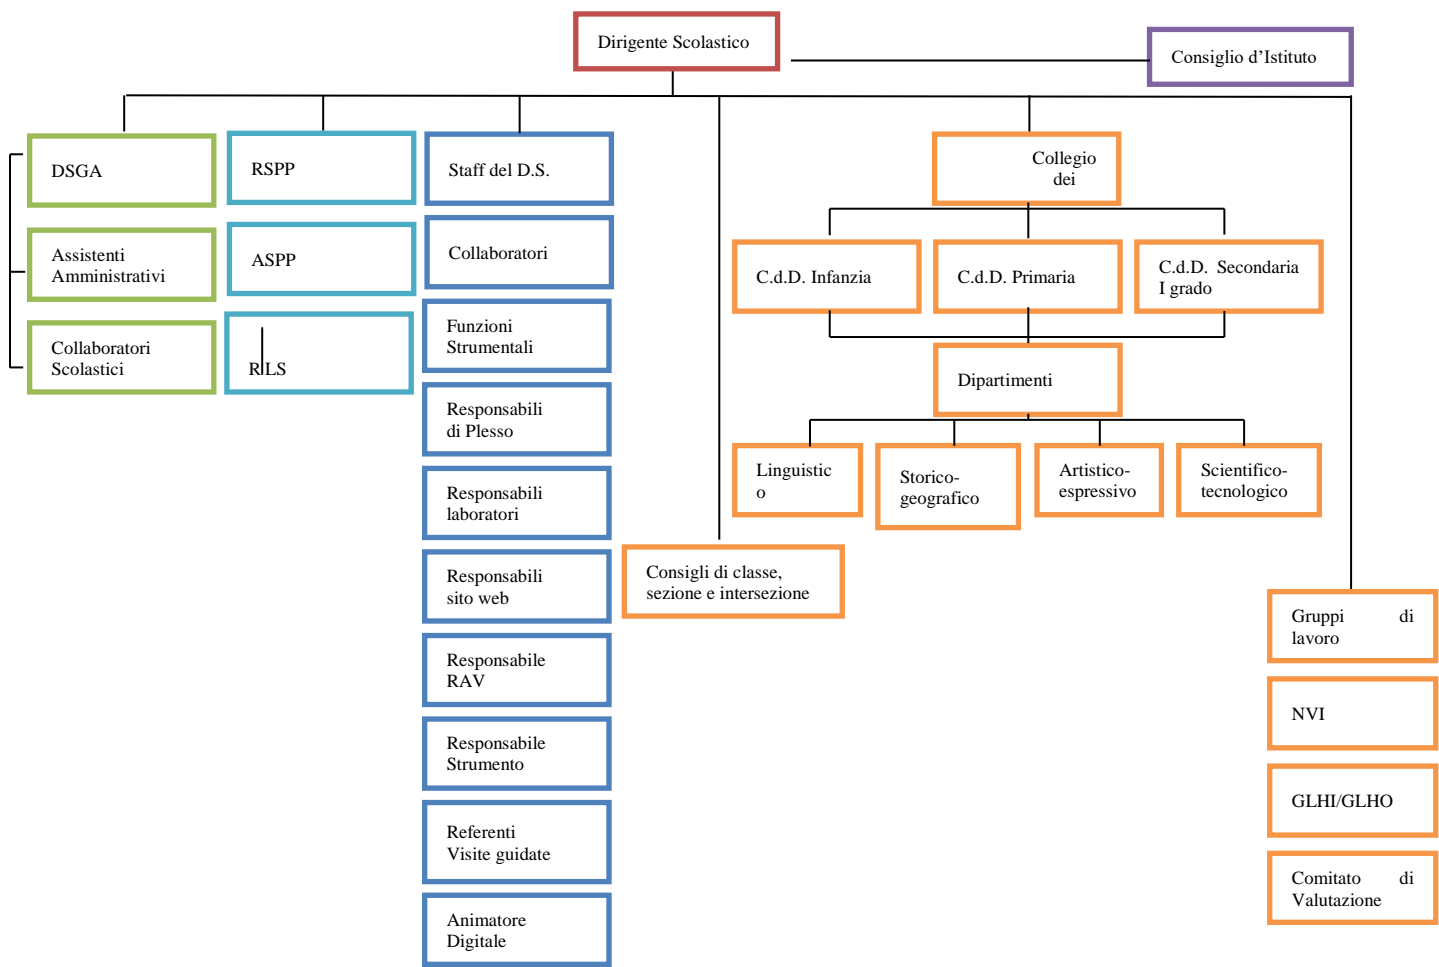 Dirigente Scolastico
Consiglio d’Istituto
DSGA
Assistenti
Amministrativi
Collaboratori
Scolastici
RSPP
ASPP
RLS
Staff del D.S.
Collaboratori
Funzioni
Strumentali
Responsabili
di Plesso
Responsabili
laboratori
Responsabili
sito web
Responsabile
RAV
Responsabile
Strumento
Referenti
Visite guidate
Animatore
Digitale
Consigli di classe,
sezione e intersezione
Collegio
dei
C.d.D. Infanzia
C.d.D. Primaria
C.d.D. Secondaria
I grado
Dipartimenti
Linguistic
o
Storico-
geografico
Artistico-
espressivo
Scientifico-
tecnologico
Gruppi di
lavoro
NVI
GLHI/GLHO
Comitato di
Valutazione